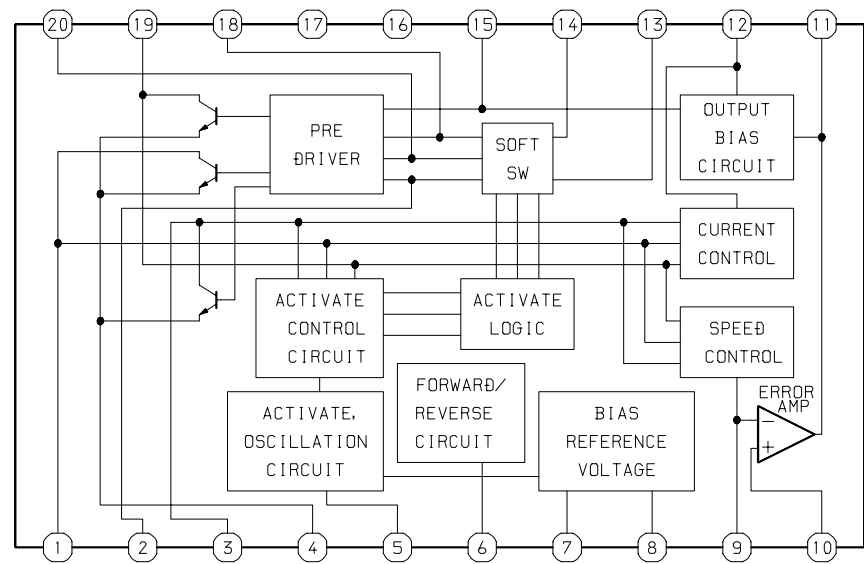 20 19 18 17 16 15 14 13 12 11
PRE
DRIVER
SOFT
SW
OUTPUT
BIAS
CIRCUIT
CURRENT
CONTROL
ACTIVATE
CONTROL
CIRCUIT
ACTIVATE
LOGIC
SPEED
CONTROL
FORWARD/
REVERSE
CIRCUIT
ERROR
AMP
−
+
ACTIVATE,
OSCILLATION
CIRCUIT
BIAS
REFERENCE
VOLTAGE
1 2 3 4 5 6 7 8 9 10